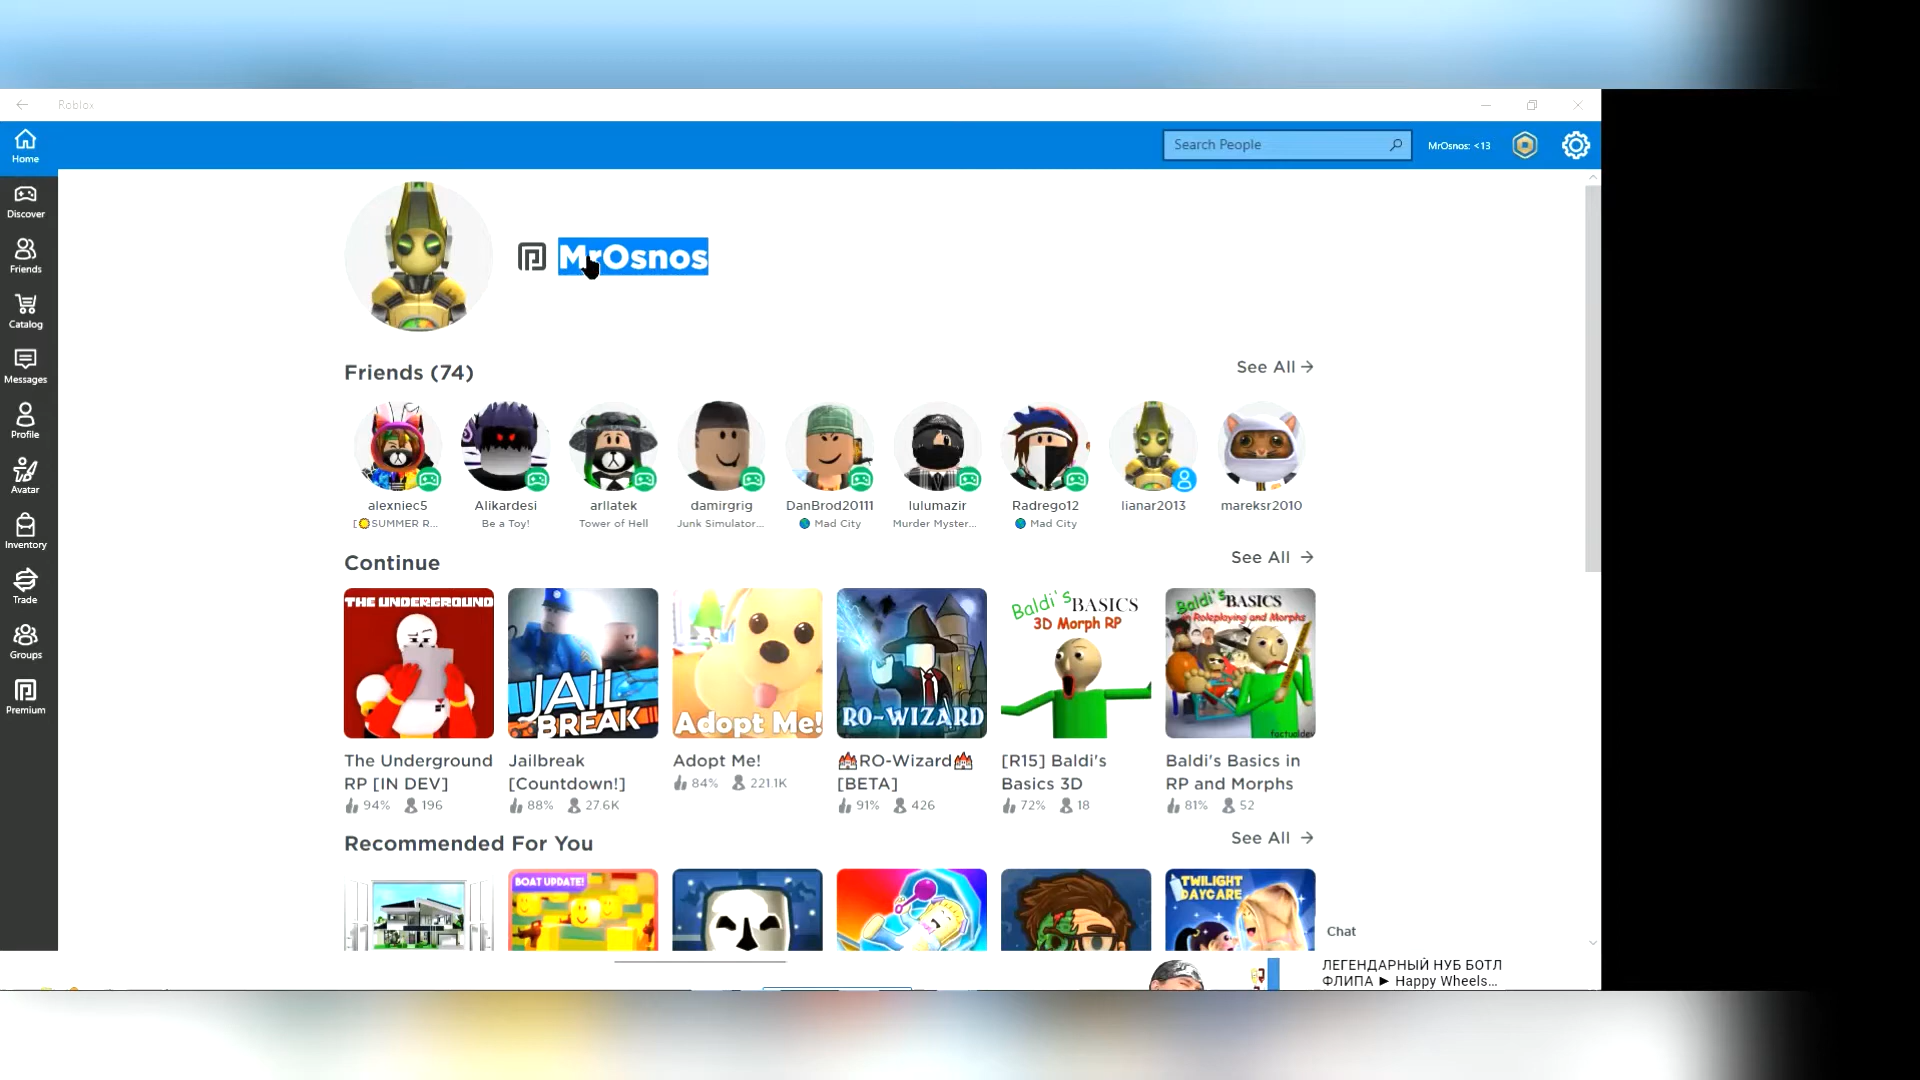 Roblox
Home
Search People
MrOsnos: <13
Discover
Friends
Catalog
Messages
Profile
Avatar
Inventory
Trade
Groups
Premium
MrOsnos
Friends (74)
See All
alexniec5
[🌞SUMMER R...
Alikardesi
Be a Toy!
arllatek
Tower of Hell
damirgrig
Junk Simulator...
DanBrod20111
🌎 Mad City
lulumazir
Murder Myster...
Radrego12
🌎 Mad City
lianar2013
mareksr2010
Continue
See All
THE UNDERGROUND
JAIL
BREAK
Adopt Me!
RO-WIZARD
Baldi's BASICS
3D Morph RP
Baldi's BASICS
in Roleplaying and Morphs
factualdev
The Underground
RP [IN DEV]
94% 196
Jailbreak
[Countdown!]
88% 27.6K
Adopt Me!
84% 221.1K
🏰RO-Wizard🏰
[BETA]
91% 426
[R15] Baldi's
Basics 3D
72% 18
Baldi's Basics in
RP and Morphs
81% 52
Recommended For You
See All
BOAT UPDATE!
TWILIGHT
DAYCARE
Chat
ЛЕГЕНДАРНЫЙ НУБ БОТЛ
ФЛИПА ► Happy Wheels...